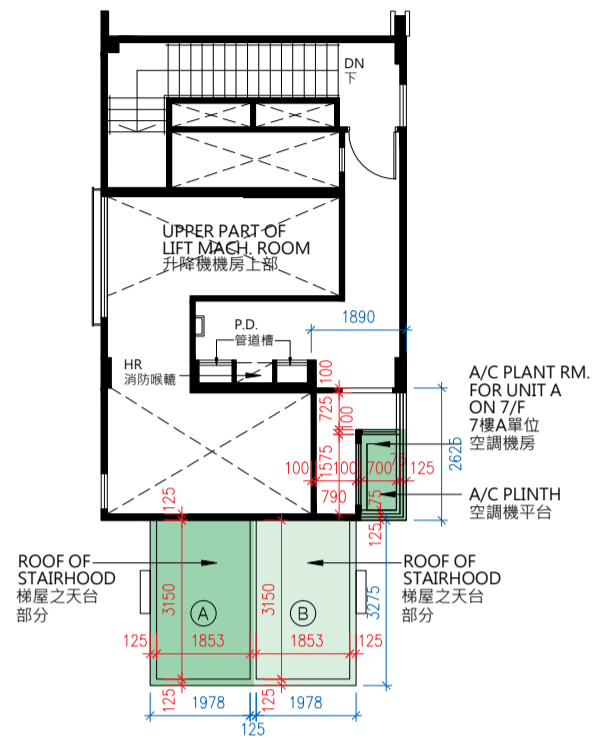 DN
下
UPPER PART OF
LIFT MACH. ROOM
升降機機房上部
P.D.
管道槽
HR
消防喉轆
1890
100
725
100
1575
100
100
700
75
125
790
75
125
2625
A/C PLANT RM.
FOR UNIT A
ON 7/F
7樓A單位
空調機房
A/C PLINTH
空調機平台
125
ROOF OF
STAIRHOOD
梯屋之天台
部分
3150
A
3150
B
ROOF OF
STAIRHOOD
梯屋之天台
部分
3275
125
1853
125
1853
125
125
125
1978
125
1978